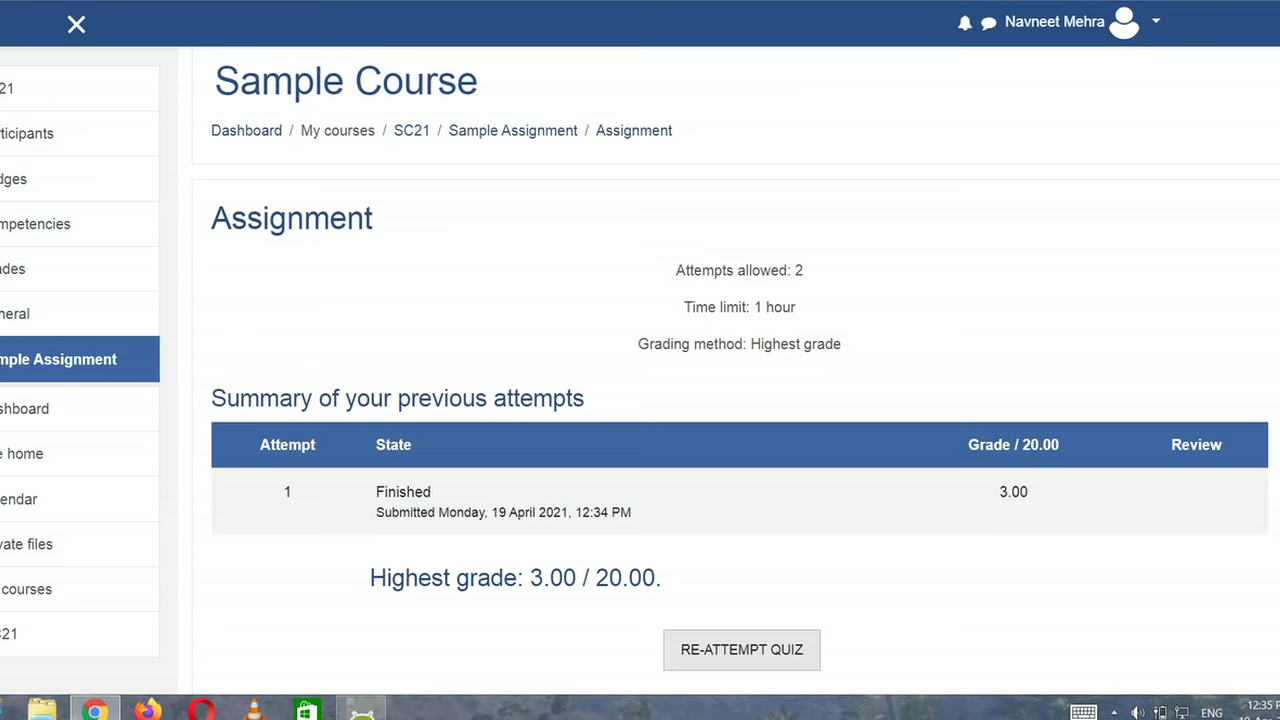 Navneet Mehra
Sample Course
Dashboard / My courses / SC21 / Sample Assignment / Assignment
21
ticipants
dges
mpetencies
ades
neral
mple Assignment
shboard
e home
endar
vate files
courses
C21
Assignment
Attempts allowed: 2
Time limit: 1 hour
Grading method: Highest grade
Summary of your previous attempts
Attempt State Grade / 20.00 Review
1 Finished 3.00
Submitted Monday, 19 April 2021, 12:34 PM
Highest grade: 3.00 / 20.00.
RE-ATTEMPT QUIZ
ENG 12:35 P